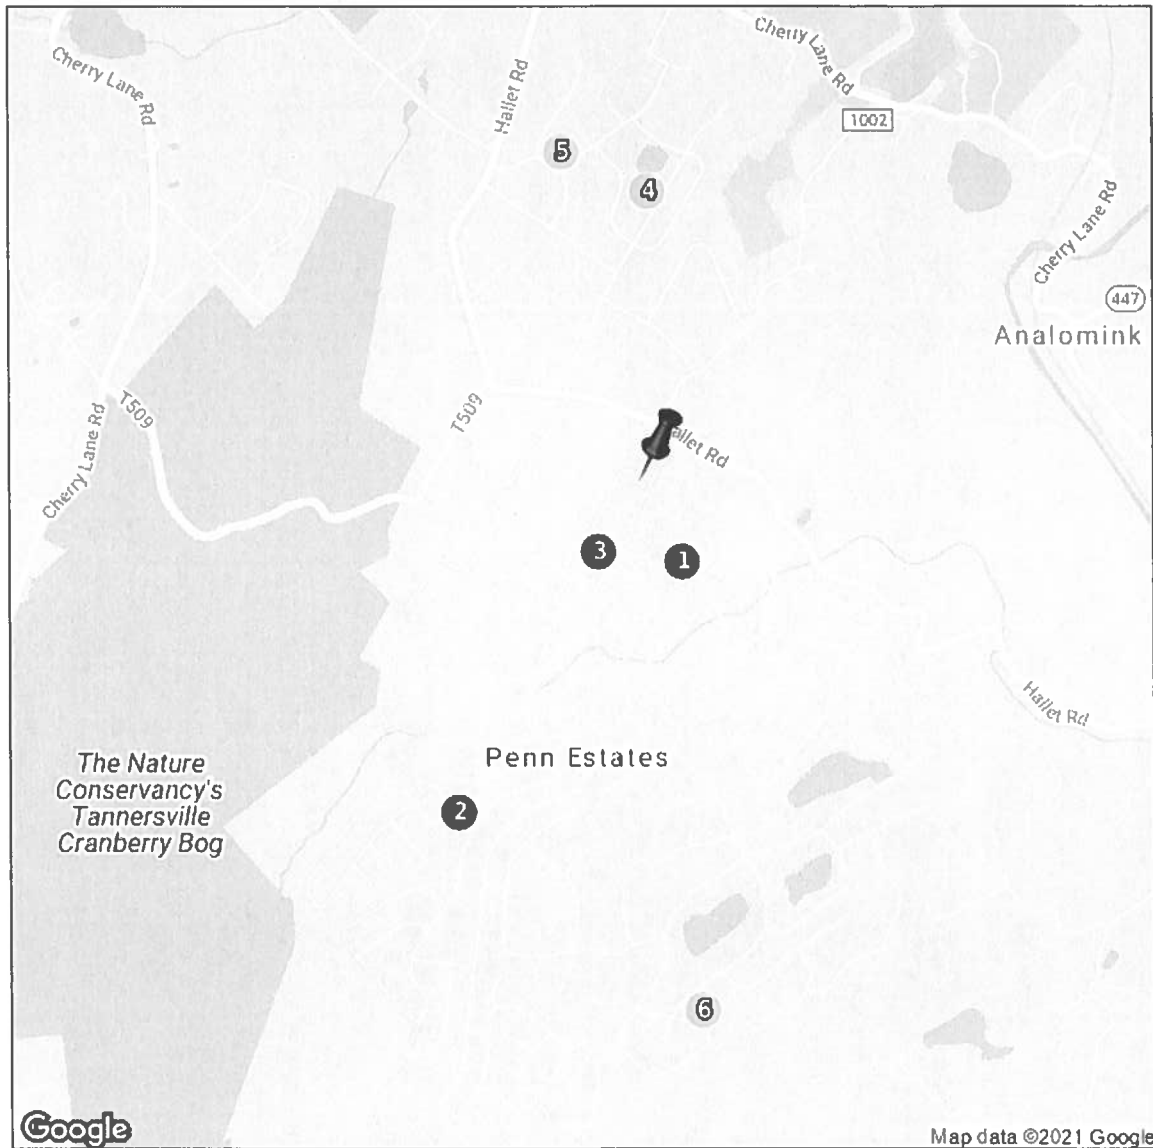 Cherry Lane Rd
Cherry Lane Rd
Hallet Rd
1002
5
4
Cherry Lane Rd
447
Analomink
T509
T509
Cherry Lane Rd
allet Rd
3
1
Hallet Rd
Penn Estates
The Nature
Conservancy's
Tannersville
Cranberry Bog
2
6
Google
Map data ©2021 Google